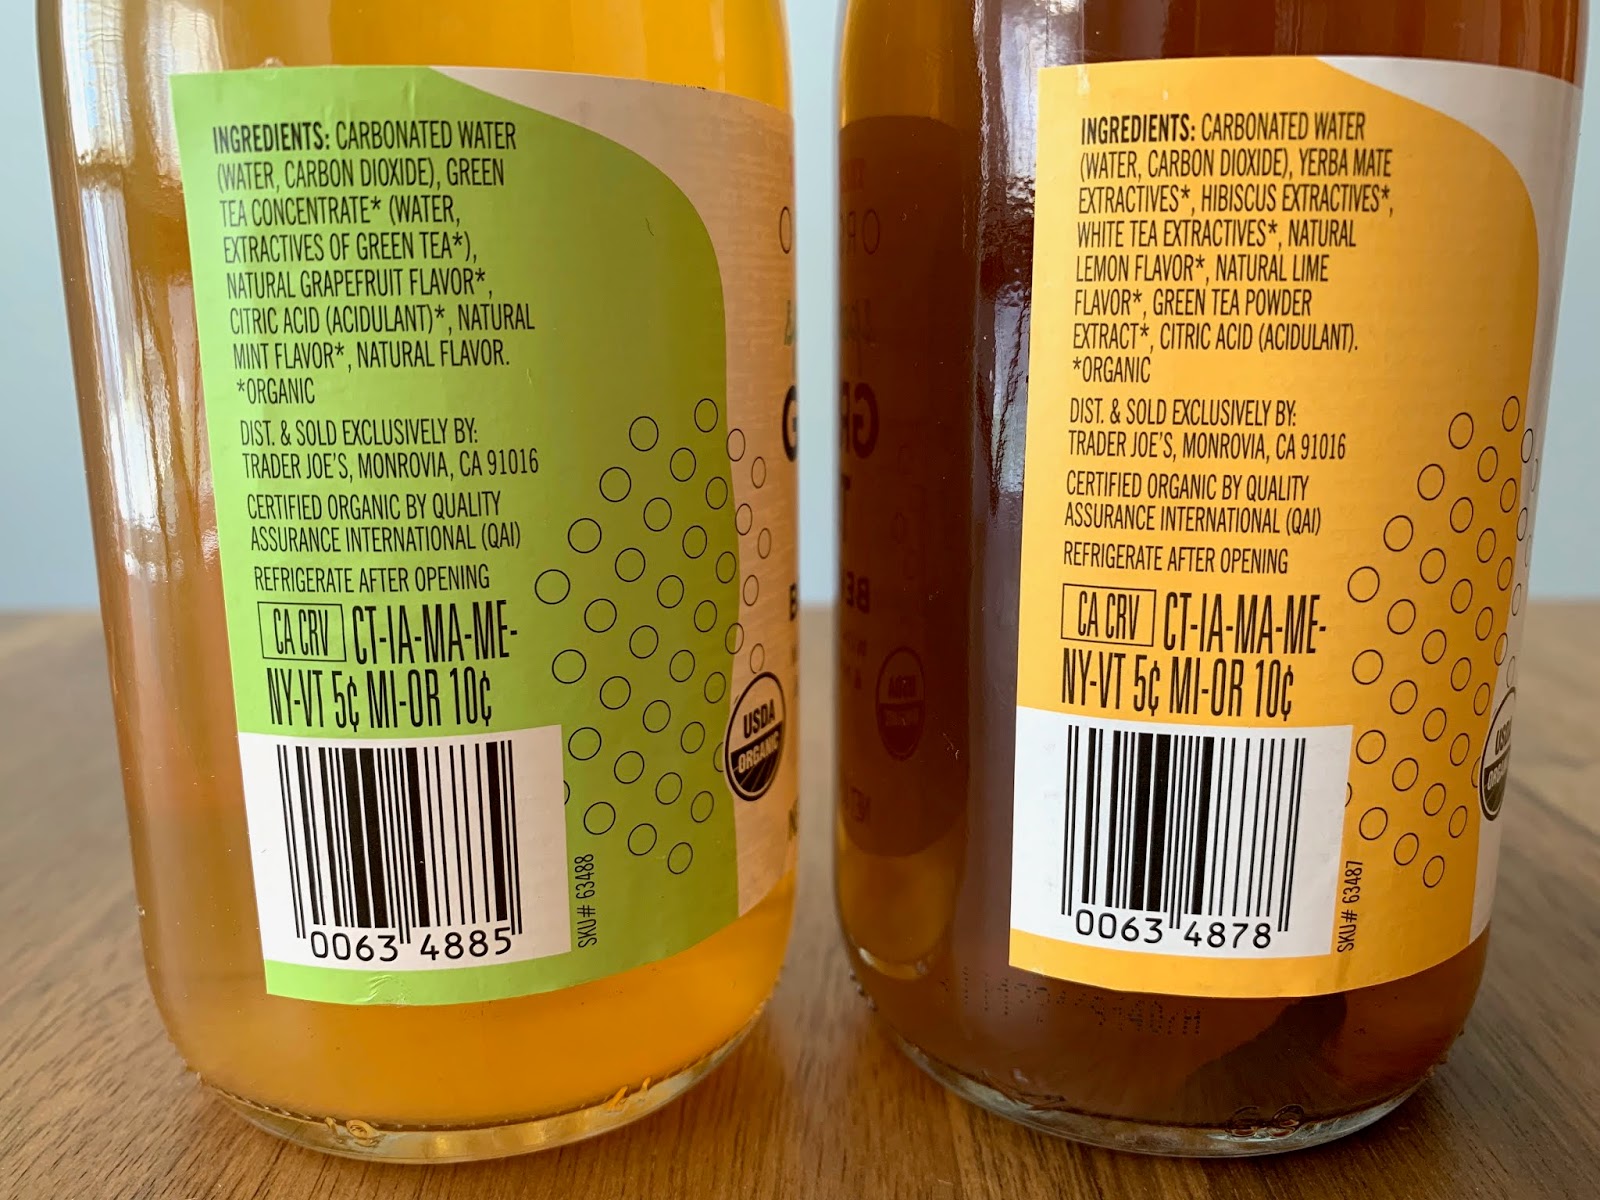 INGREDIENTS: CARBONATED WATER
(WATER, CARBON DIOXIDE), GREEN
TEA CONCENTRATE* (WATER,
EXTRACTIVES OF GREEN TEA*),
NATURAL GRAPEFRUIT FLAVOR*,
CITRIC ACID (ACIDULANT)*, NATURAL
MINT FLAVOR*, NATURAL FLAVOR.
*ORGANIC
DIST. & SOLD EXCLUSIVELY BY:
TRADER JOE'S, MONROVIA, CA 91016
CERTIFIED ORGANIC BY QUALITY
ASSURANCE INTERNATIONAL (QAI)
REFRIGERATE AFTER OPENING
CA CRV CT-IA-MA-ME-
NY-VT 5¢ MI-OR 10¢
0063 4885
SKU# 63488
USDA
ORGANIC
INGREDIENTS: CARBONATED WATER
(WATER, CARBON DIOXIDE), YERBA MATE
EXTRACTIVES*, HIBISCUS EXTRACTIVES*,
WHITE TEA EXTRACTIVES*, NATURAL
LEMON FLAVOR*, NATURAL LIME
FLAVOR*, GREEN TEA POWDER
EXTRACT*, CITRIC ACID (ACIDULANT).
*ORGANIC
DIST. & SOLD EXCLUSIVELY BY:
TRADER JOE'S, MONROVIA, CA 91016
CERTIFIED ORGANIC BY QUALITY
ASSURANCE INTERNATIONAL (QAI)
REFRIGERATE AFTER OPENING
CA CRV CT-IA-MA-ME-
NY-VT 5¢ MI-OR 10¢
0063 4878
SKU# 63487